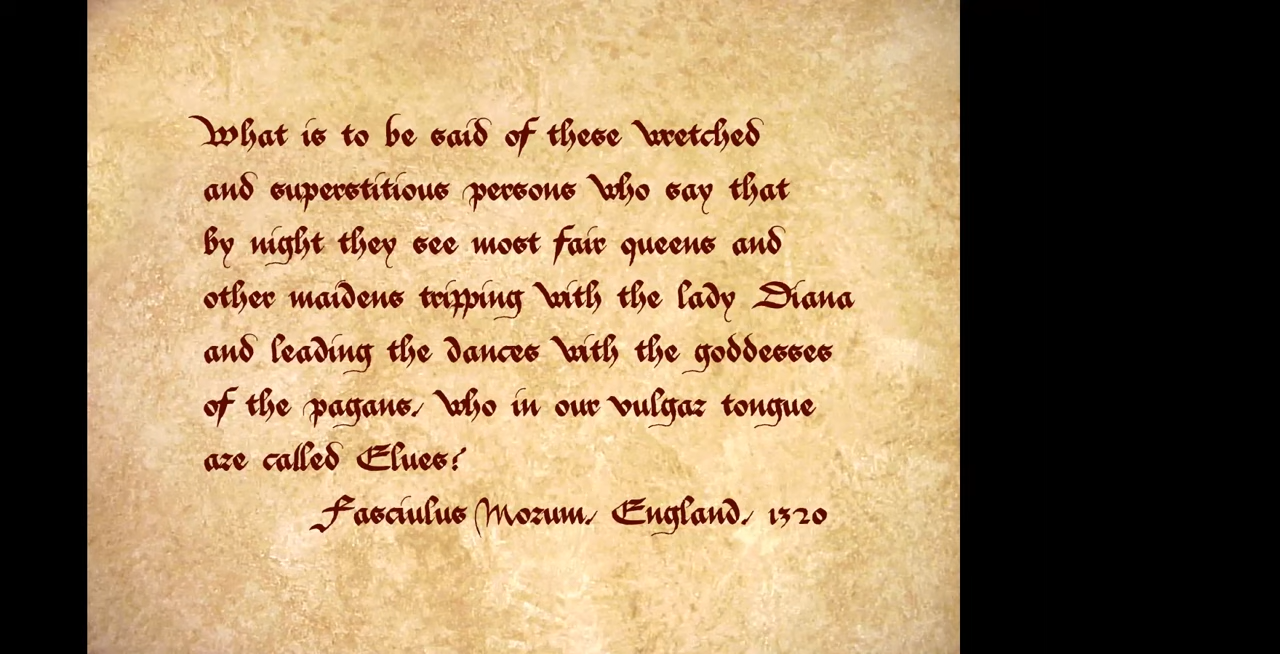 What is to be said of these wretched
and superstitious persons who say that
by night they see most fair queens and
other maidens tripping with the lady Diana
and leading the dances with the goddesses
of the pagans, who in our vulgar tongue
are called Elues?
Fasciulus Morum, England, 1320